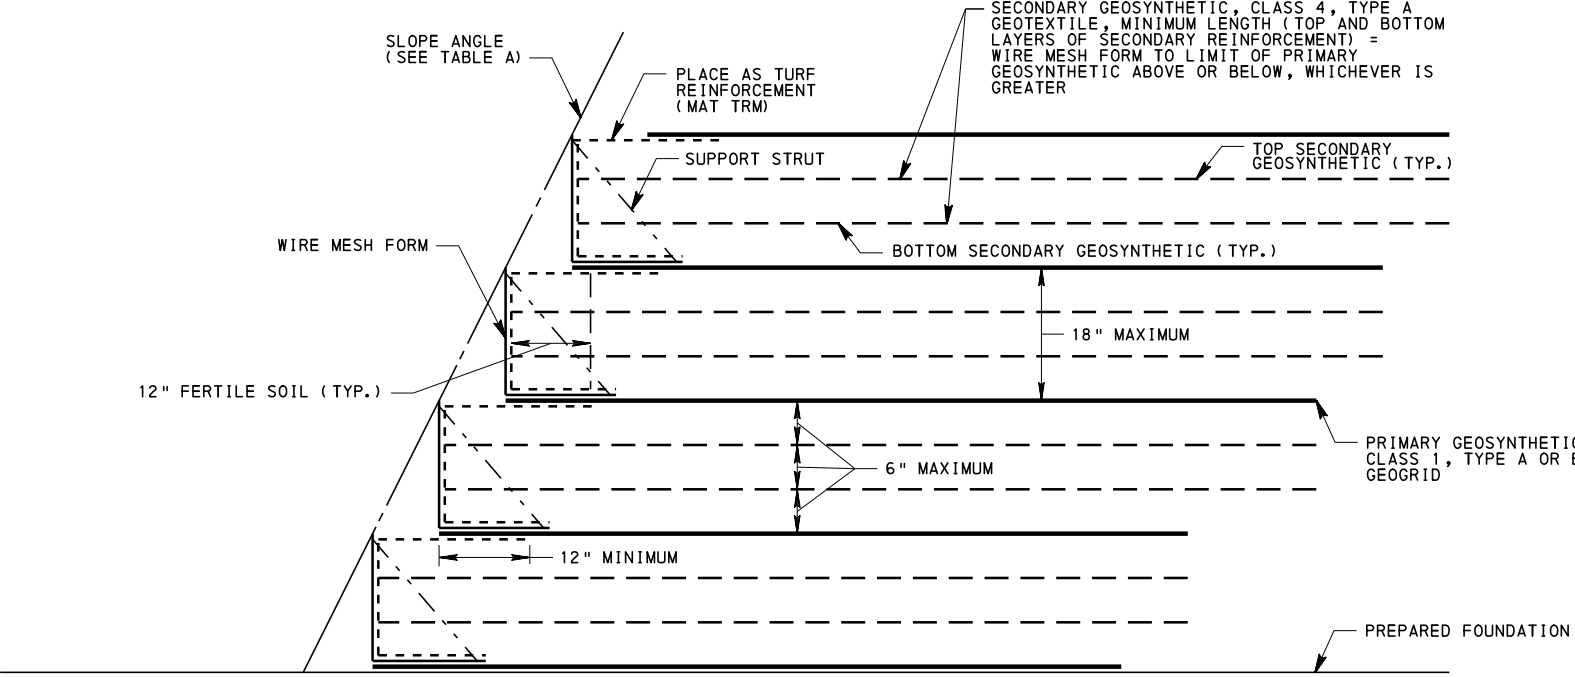 SECONDARY GEOSYNTHETIC, CLASS 4, TYPE A
GEOTEXTILE, MINIMUM LENGTH (TOP AND BOTTOM
LAYERS OF SECONDARY REINFORCEMENT) =
WIRE MESH FORM TO LIMIT OF PRIMARY
GEOSYNTHETIC ABOVE OR BELOW, WHICHEVER IS
GREATER
SLOPE ANGLE
(SEE TABLE A)
PLACE AS TURF
REINFORCEMENT
(MAT TRM)
SUPPORT STRUT
TOP SECONDARY
GEOSYNTHETIC (TYP.)
WIRE MESH FORM
BOTTOM SECONDARY GEOSYNTHETIC (TYP.)
18" MAXIMUM
12" FERTILE SOIL (TYP.)
PRIMARY GEOSYNTHETIC
CLASS 1, TYPE A OR
GEOGRID
6" MAXIMUM
12" MINIMUM
PREPARED FOUNDATION